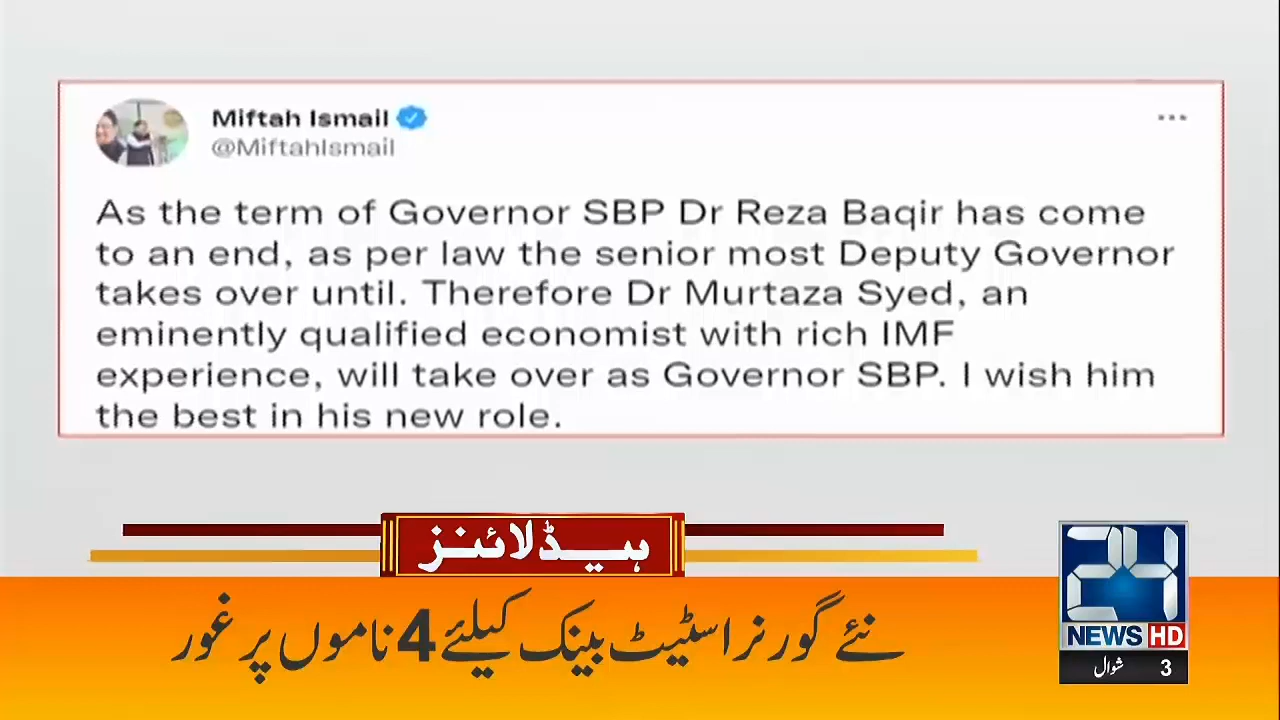 Miftah Ismail
@MiftahIsmail
As the term of Governor SBP Dr Reza Baqir has come
to an end, as per law the senior most Deputy Governor
takes over until. Therefore Dr Murtaza Syed, an
eminently qualified economist with rich IMF
experience, will take over as Governor SBP. I wish him
the best in his new role.
ہیڈلائنز
نئے گورنر اسٹیٹ بینک کیلئے 4 ناموں پر غور
24
NEWS HD
3 شوال